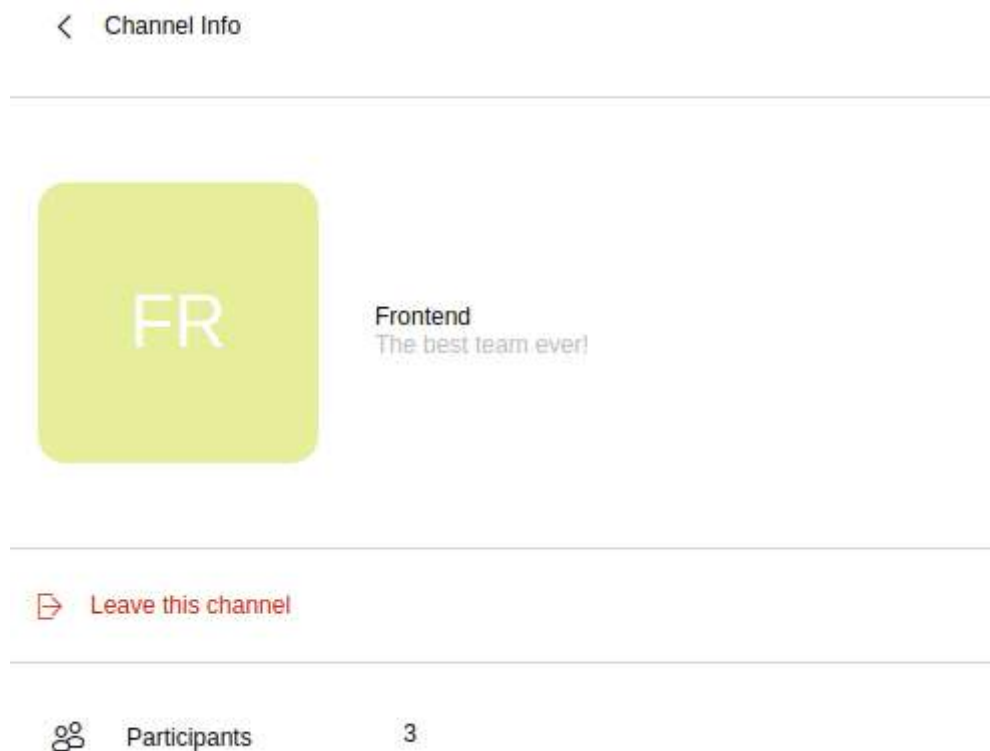 Channel Info
FR
Frontend
The best team ever!
Leave this channel
Participants 3